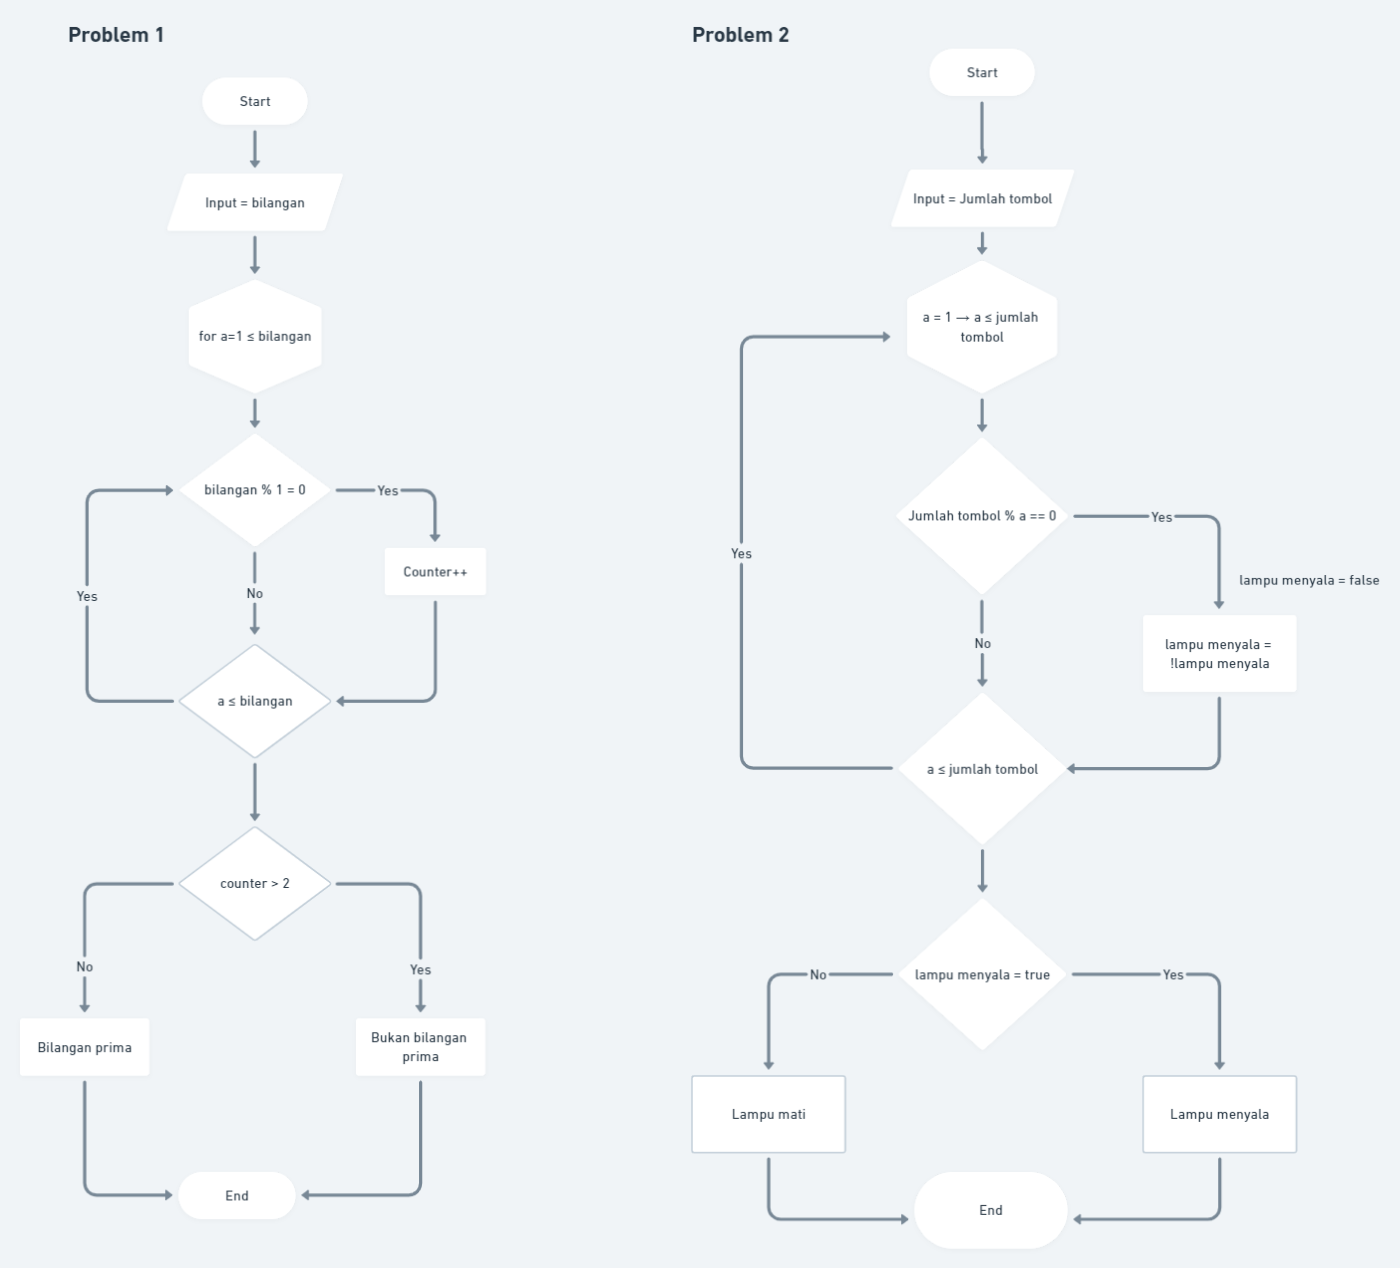 Problem 1
Start
Input = bilangan
for a=1 ≤ bilangan
bilangan % 1 = 0
Yes
Counter++
No
Yes
a ≤ bilangan
counter > 2
No
Yes
Bilangan prima
Bukan bilangan
prima
End
Problem 2
Start
Input = Jumlah tombol
a = 1 → a ≤ jumlah
tombol
Jumlah tombol % a == 0
Yes
Yes
lampu menyala = false
No
lampu menyala =
!lampu menyala
a ≤ jumlah tombol
lampu menyala = true
No
Yes
Lampu mati
Lampu menyala
End